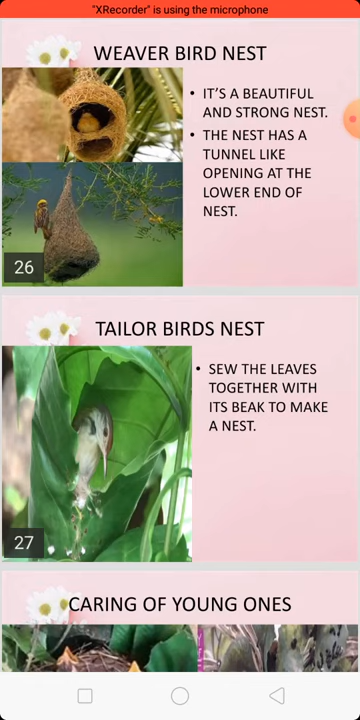 "XRecorder" is using the microphone
WEAVER BIRD NEST
• IT'S A BEAUTIFUL
AND STRONG NEST.
• THE NEST HAS A
TUNNEL LIKE
OPENING AT THE
LOWER END OF
NEST.
26
TAILOR BIRDS NEST
• SEW THE LEAVES
TOGETHER WITH
ITS BEAK TO MAKE
A NEST.
27
CARING OF YOUNG ONES